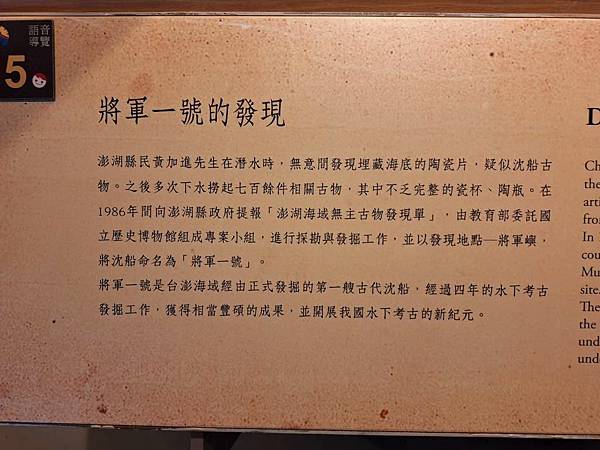 語音
導覽
5
將軍一號的發現
澎湖縣民黃加進先生在潛水時，無意間發現埋藏海底的陶瓷片，疑似沈船古
物。之後多次下水撈起七百餘件相關古物，其中不乏完整的瓷杯、陶瓶。在
1986年間向澎湖縣政府提報「澎湖海域無主古物發現單」，由教育部委託國
立歷史博物館組成專案小組，進行探勘與發掘工作，並以發現地點─將軍嶼，
將沈船命名為「將軍一號」。
將軍一號是台澎海域經由正式發掘的第一艘古代沈船，經過四年的水下考古
發掘工作，獲得相當豐碩的成果，並開展我國水下考古的新紀元。
D
Ch
the
arti
fro
In
cou
Mu
site.
The
the
und
unde